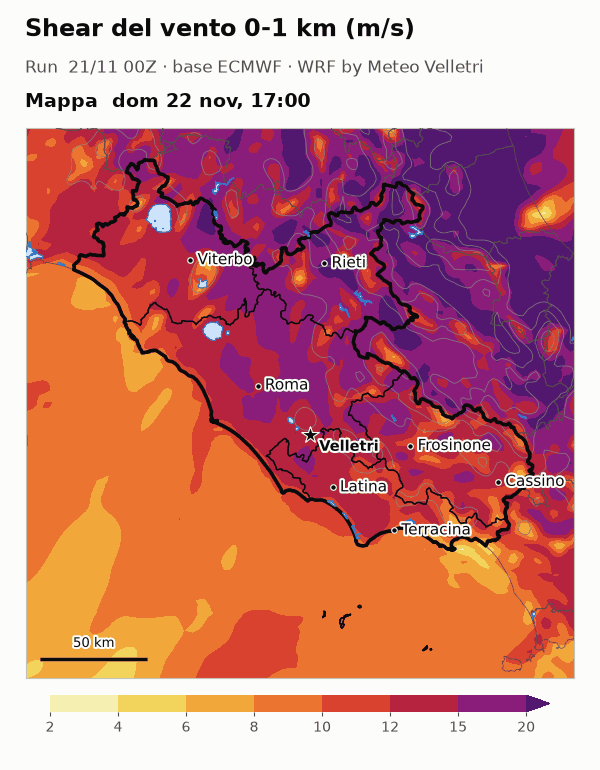 Shear del vento 0-1 km (m/s)
Run  21/11 00Z · base ECMWF · WRF by Meteo Velletri
Mappa  dom 22 nov, 17:00
Viterbo
Rieti
Roma
Velletri
Frosinone
Latina
Cassino
Terracina
50 km
2 4 6 8 10 12 15 20